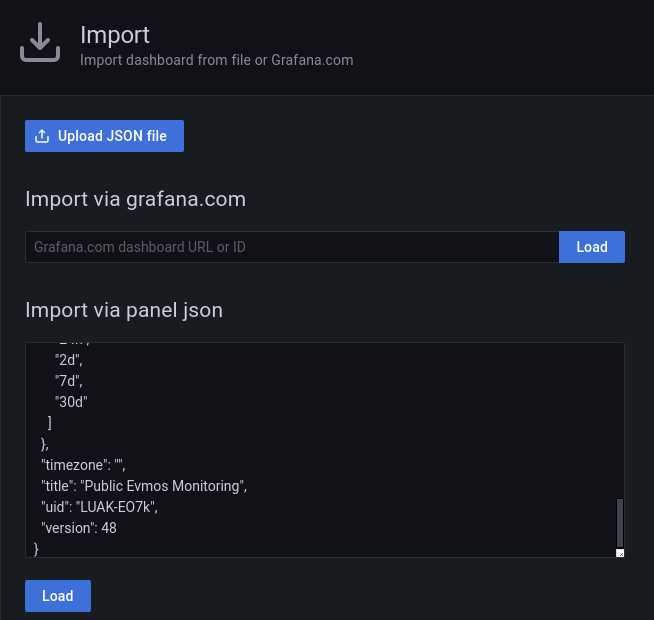 Import
Import dashboard from file or Grafana.com
Upload JSON file
Import via grafana.com
Grafana.com dashboard URL or ID
Load
Import via panel json
"2d",
"7d",
"30d"
]
},
"timezone": "",
"title": "Public Evmos Monitoring",
"uid": "LUAK-EO7k",
"version": 48
}
Load